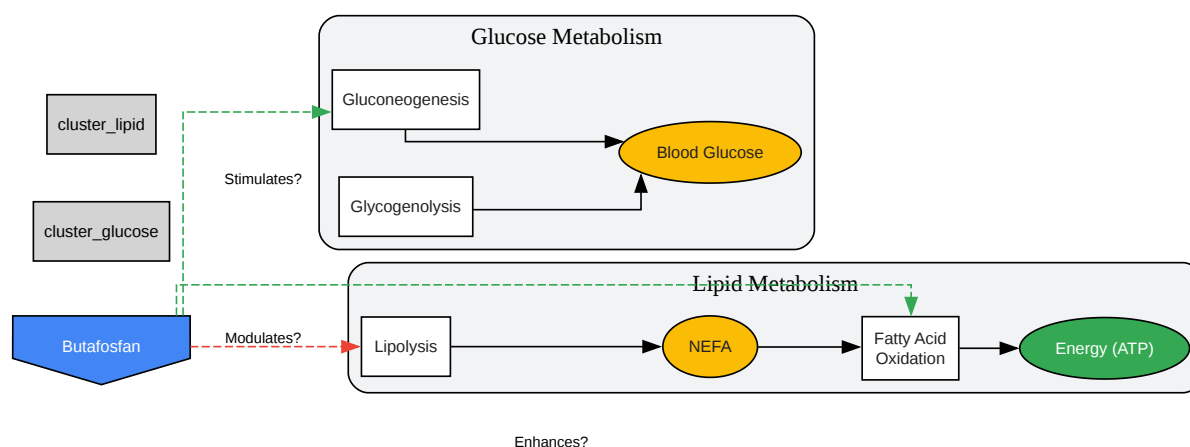 Glucose Metabolism
Gluconeogenesis
cluster_lipid
Blood Glucose
Stimulates?
Glycogenolysis
cluster_glucose
Lipid Metabolism
Butafosfan
Modulates?
Lipolysis
NEFA
Fatty Acid
Oxidation
Energy (ATP)
Enhances?